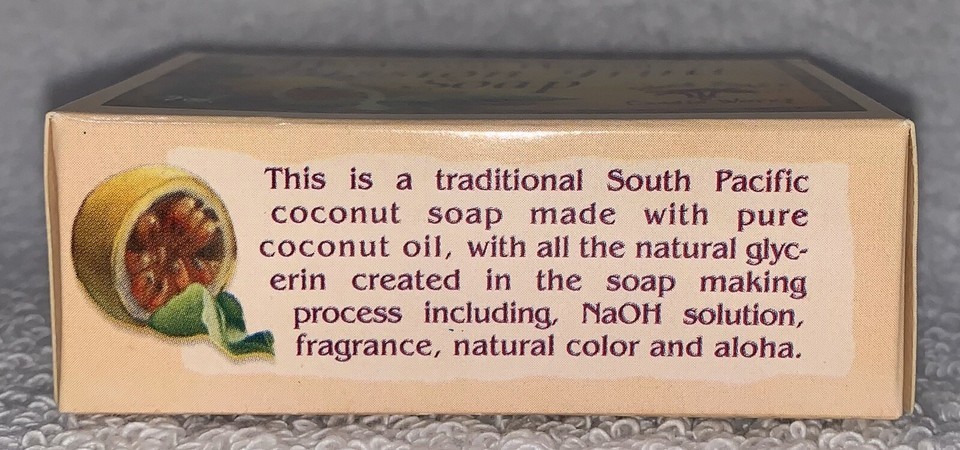 soap
This is a traditional South Pacific
coconut soap made with pure
coconut oil, with all the natural glyc-
erin created in the soap making
process including, NaOH solution,
fragrance, natural color and aloha.